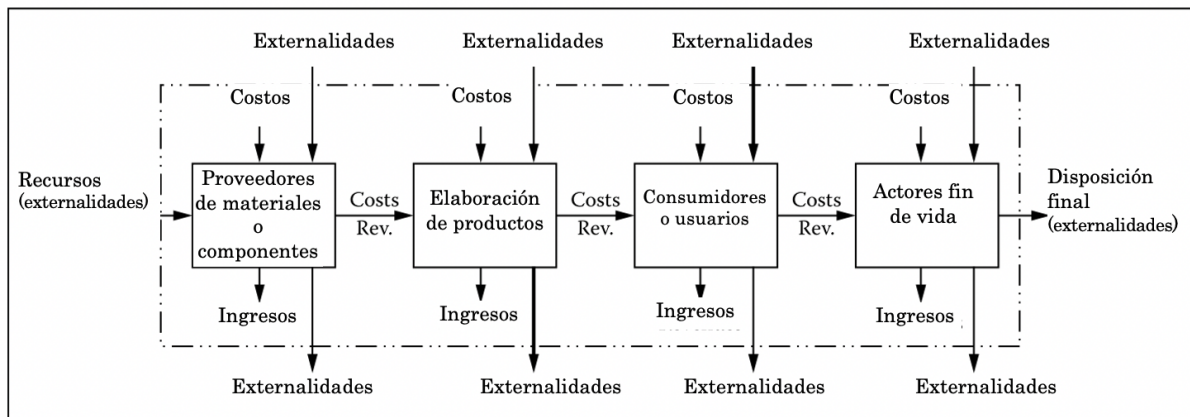 Externalidades
Externalidades
Externalidades
Externalidades
Costos
Costos
Costos
Costos
Recursos
(externalidades)
Proveedores
de materiales
o
componentes
Costs
Rev.
Elaboración
de productos
Costs
Rev.
Consumidores
o usuarios
Costs
Rev.
Actores fin
de vida
Disposición
final
(externalidades)
Ingresos
Ingresos
Ingresos
Ingresos
Externalidades
Externalidades
Externalidades
Externalidades